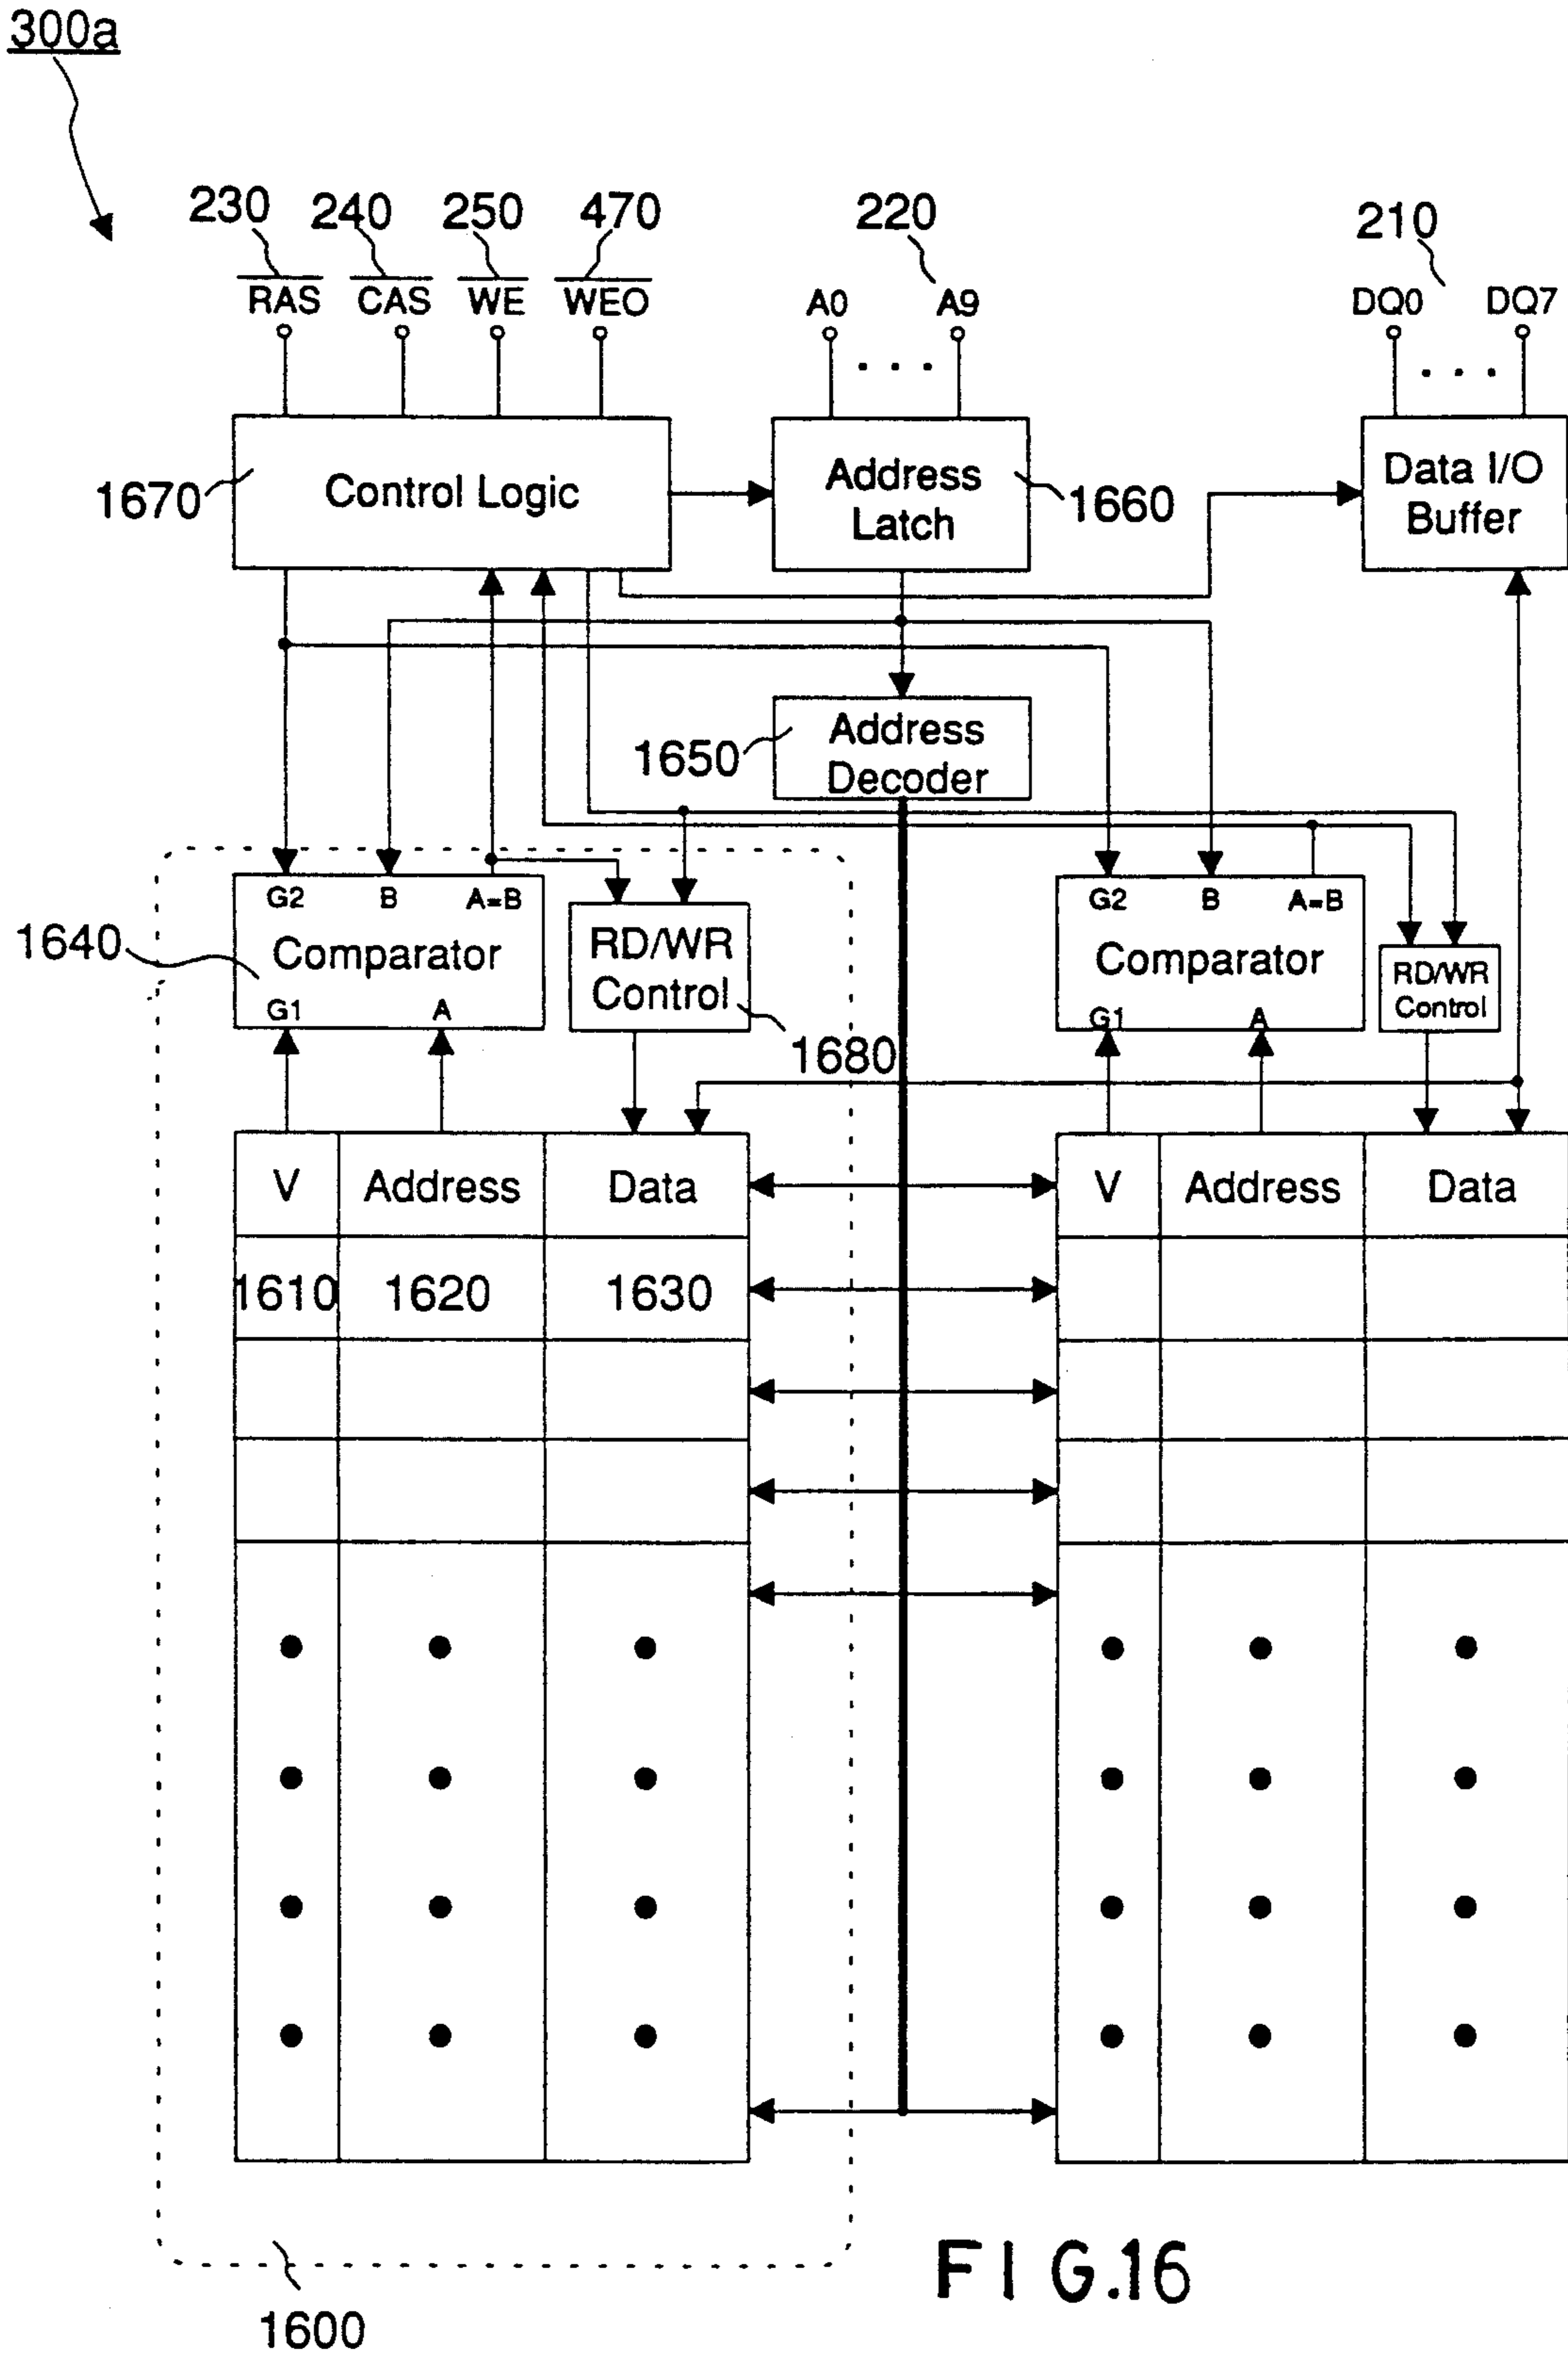 300a
230 240 250 470 220 210
RAS CAS WE WEO A0 A9 DQ0 DQ7
. . . . . .
1670 Control Logic Address Latch 1660 Data I/O Buffer
1650 Address Decoder
G2 B A=B G2 B A=B
1640 Comparator RD/WR Control Comparator RD/WR Control
G1 A G1 A
1680
V Address Data V Address Data
1610 1620 1630
FIG.16
1600